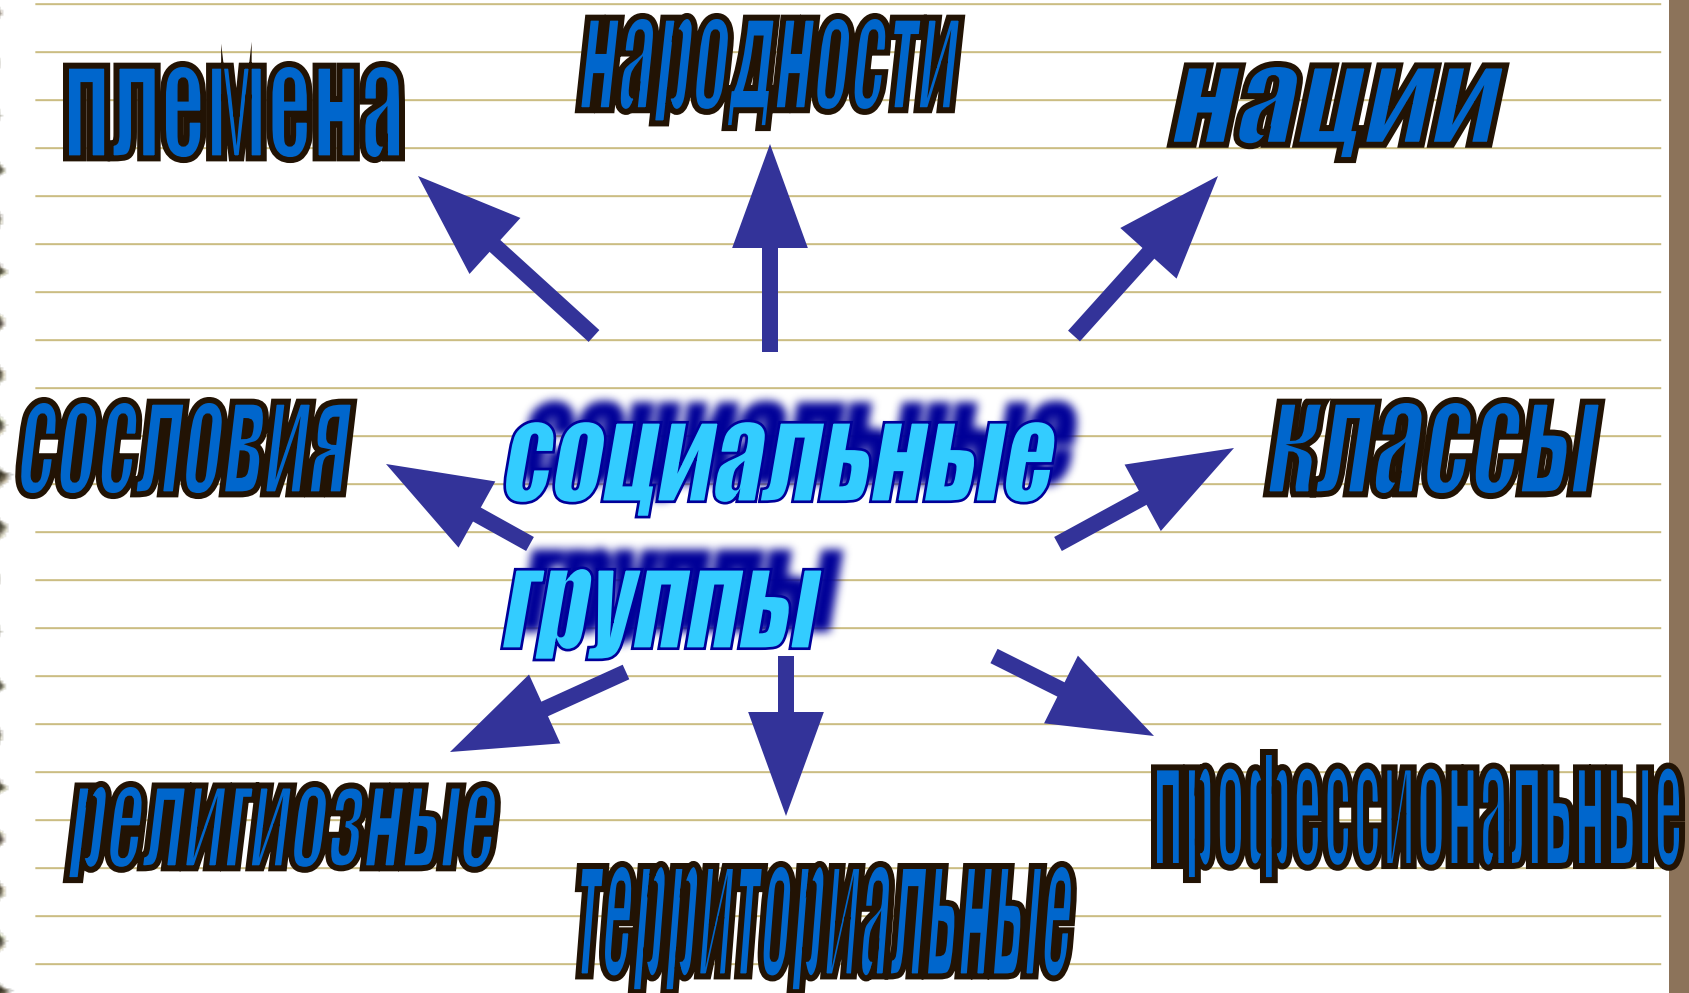 племена
народности
нации
сословия
социальные
группы
классы
религиозные
территориальные
профессиональные